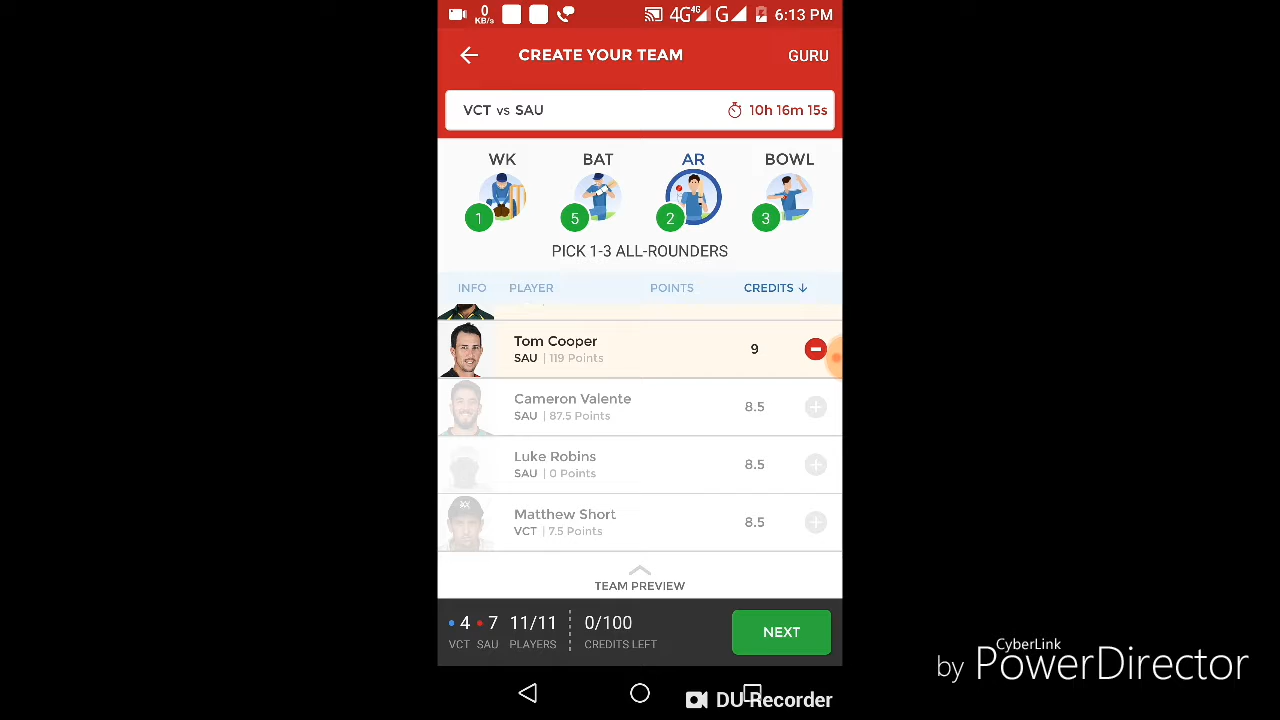 0 KB/s 4G 4G G 6:13 PM
CREATE YOUR TEAM GURU
VCT vs SAU 10h 16m 15s
WK BAT AR BOWL
1 5 2 3
PICK 1-3 ALL-ROUNDERS
INFO PLAYER POINTS CREDITS ↓
Tom Cooper
SAU | 119 Points 9
Cameron Valente
SAU | 87.5 Points 8.5
Luke Robins
SAU | 0 Points 8.5
Matthew Short
VCT | 7.5 Points 8.5
TEAM PREVIEW
4 7 11/11 0/100 NEXT
VCT SAU PLAYERS CREDITS LEFT
CyberLink
by PowerDirector
DU Recorder